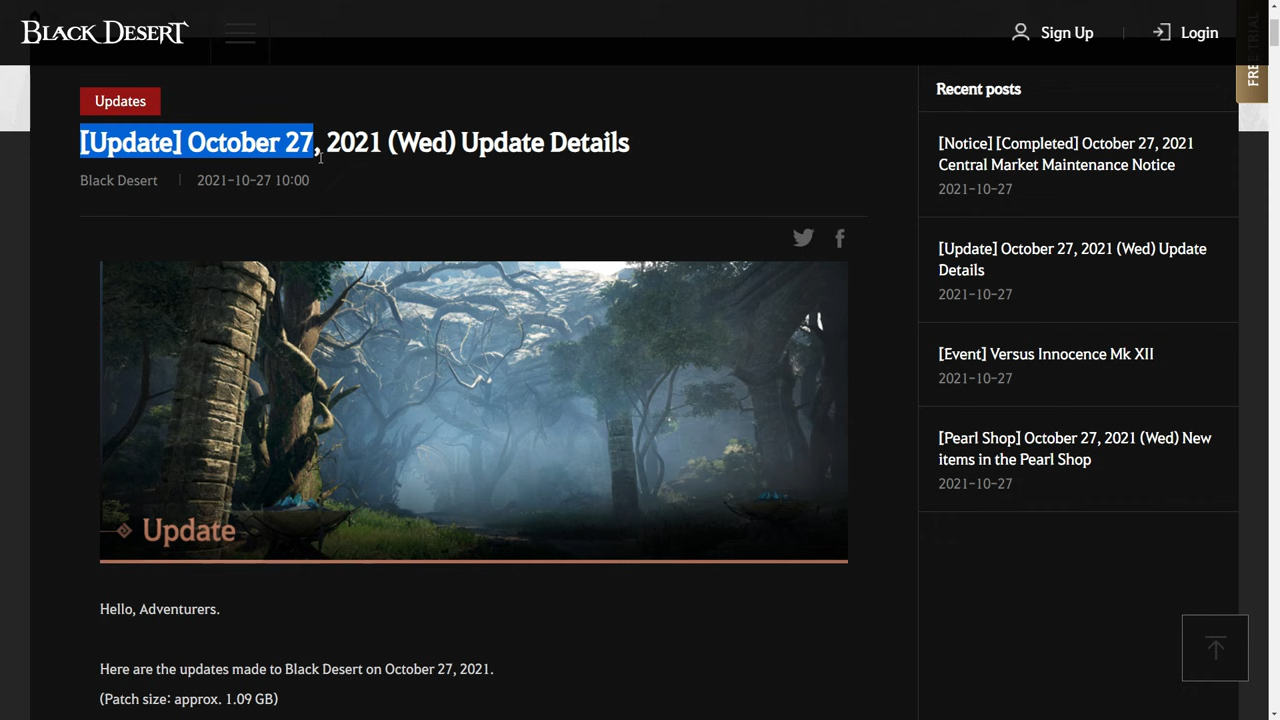 BLACK DESERT
Sign Up
Login
FREE TRIAL
Updates
[Update] October 27, 2021 (Wed) Update Details
Black Desert
2021-10-27 10:00
Update
Hello, Adventurers.
Here are the updates made to Black Desert on October 27, 2021.
(Patch size: approx. 1.09 GB)
Recent posts
[Notice] [Completed] October 27, 2021
Central Market Maintenance Notice
2021-10-27
[Update] October 27, 2021 (Wed) Update
Details
2021-10-27
[Event] Versus Innocence Mk XII
2021-10-27
[Pearl Shop] October 27, 2021 (Wed) New
items in the Pearl Shop
2021-10-27